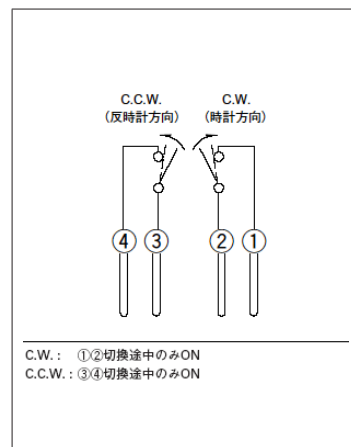 C.C.W. C.W.
（反時計方向） （時計方向）
④ ③ ② ①
C.W.： ①②切換途中のみON
C.C.W.：③④切換途中のみON